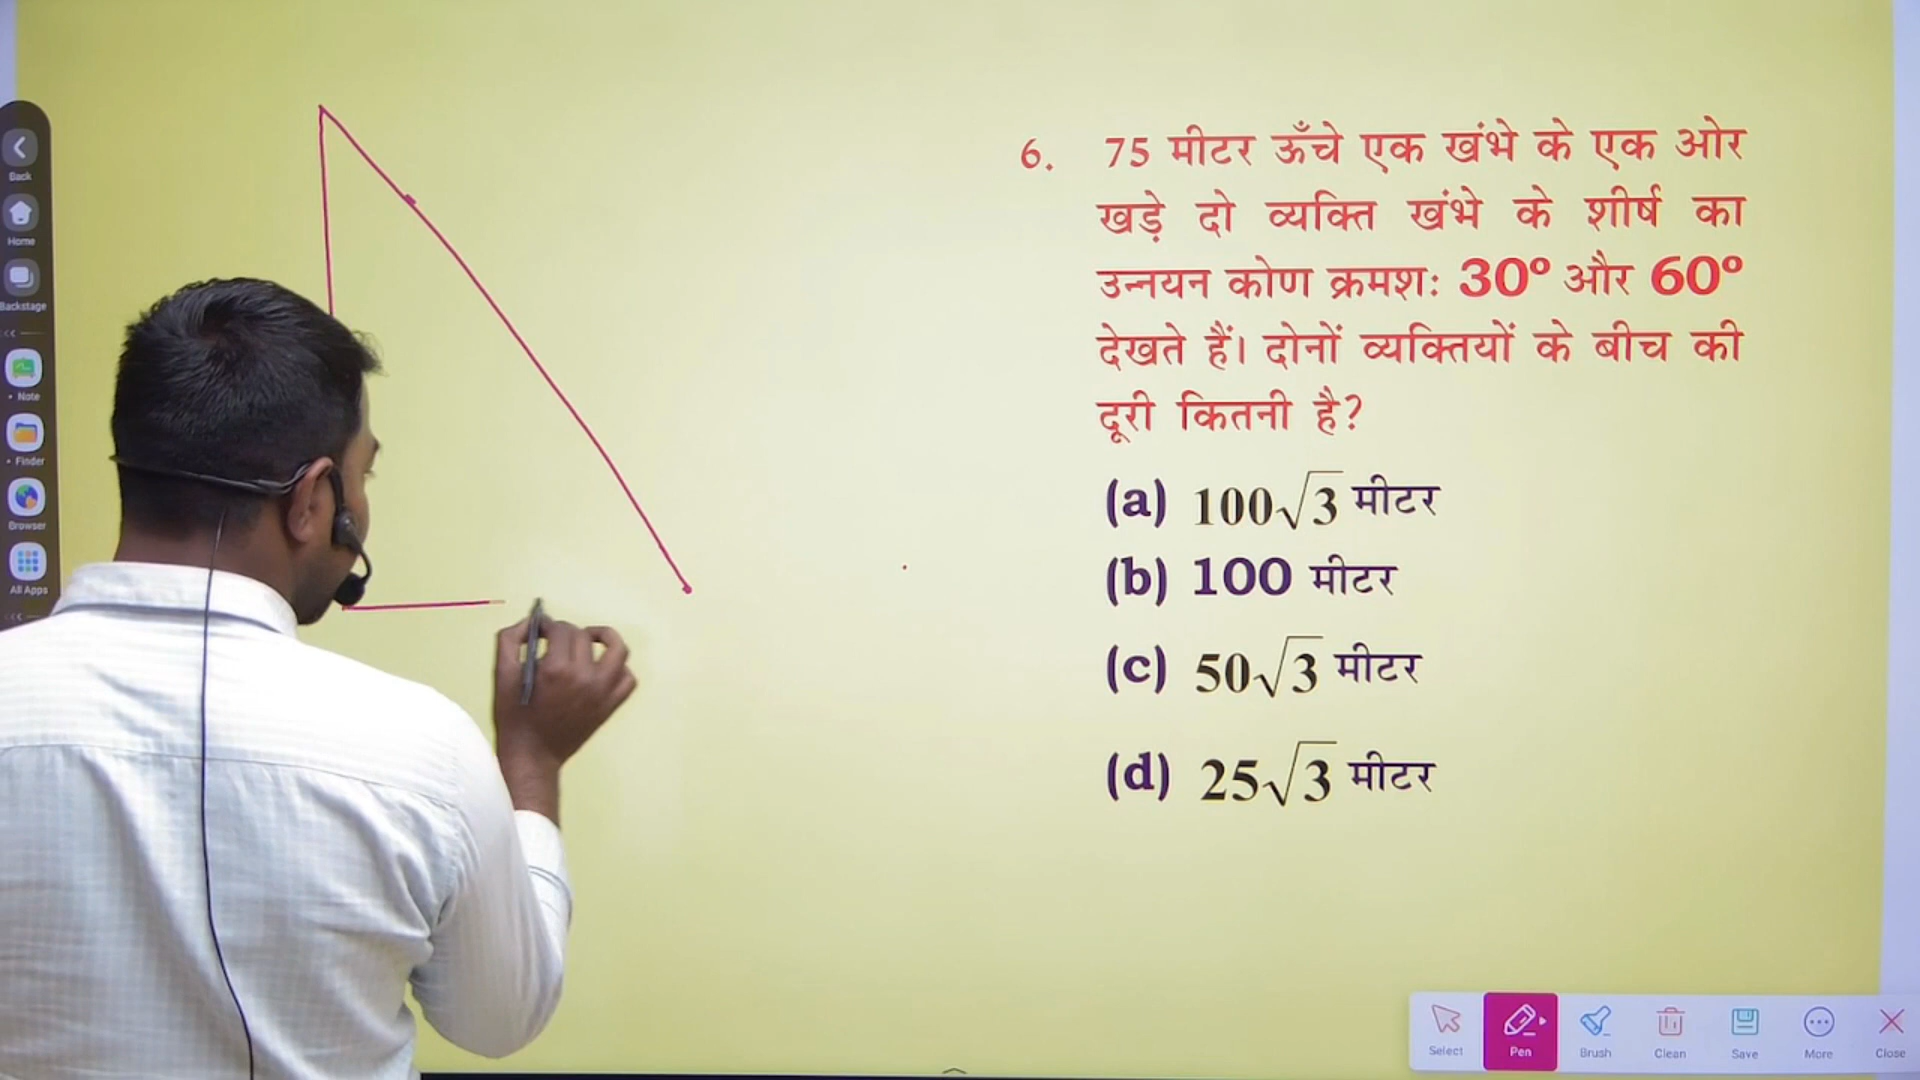 Back
Home
Backstage
Note
Finder
Browser
All Apps
6. 75 मीटर ऊँचे एक खंभे के एक ओर
खड़े दो व्यक्ति खंभे के शीर्ष का
उन्नयन कोण क्रमशः 30º और 60º
देखते हैं। दोनों व्यक्तियों के बीच की
दूरी कितनी है?
(a) 100√3 मीटर
(b) 100 मीटर
(c) 50√3 मीटर
(d) 25√3 मीटर
Select Pen Brush Clean Save More Close